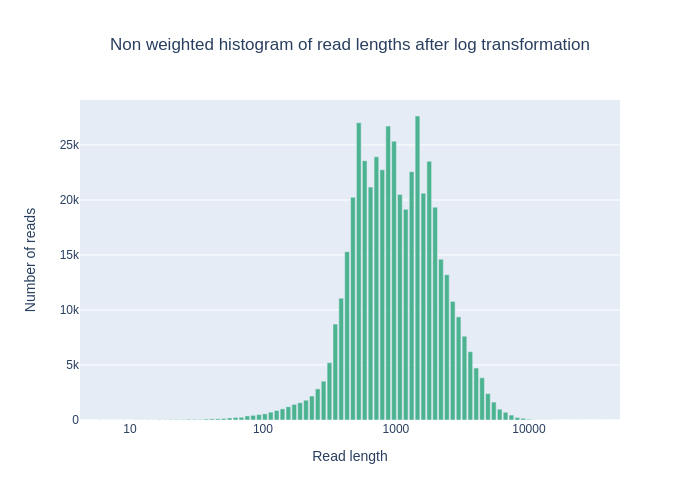 Non weighted histogram of read lengths after log transformation
25k
20k
15k
10k
5k
0
Number of reads
10
100
1000
10000
Read length